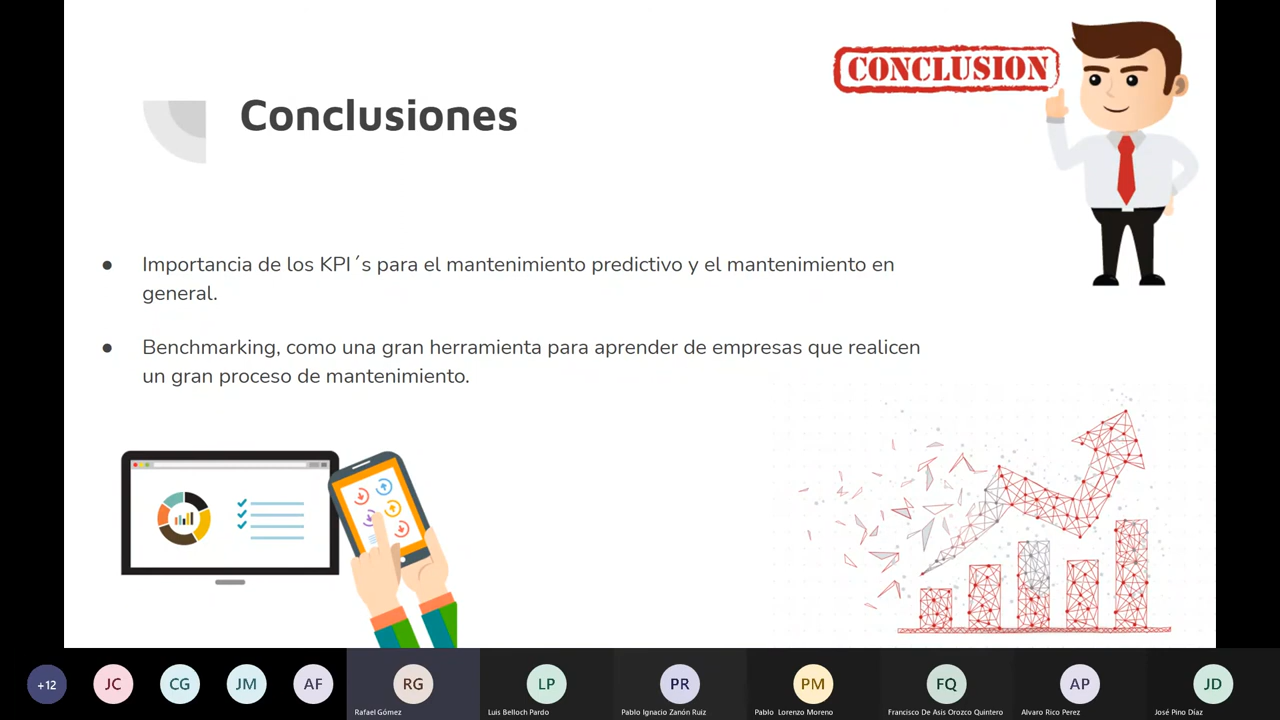 CONCLUSION
Conclusiones
● Importancia de los KPI´s para el mantenimiento predictivo y el mantenimiento en
general.
● Benchmarking, como una gran herramienta para aprender de empresas que realicen
un gran proceso de mantenimiento.
+12
JC
CG
JM
AF
RG
LP
PR
PM
FQ
AP
JD
Rafael Gómez
Luis Belloch Pardo
Pablo Ignacio Zanón Ruiz
Pablo Lorenzo Moreno
Francisco De Asis Orozco Quintero
Alvaro Rico Perez
José Pino Díaz